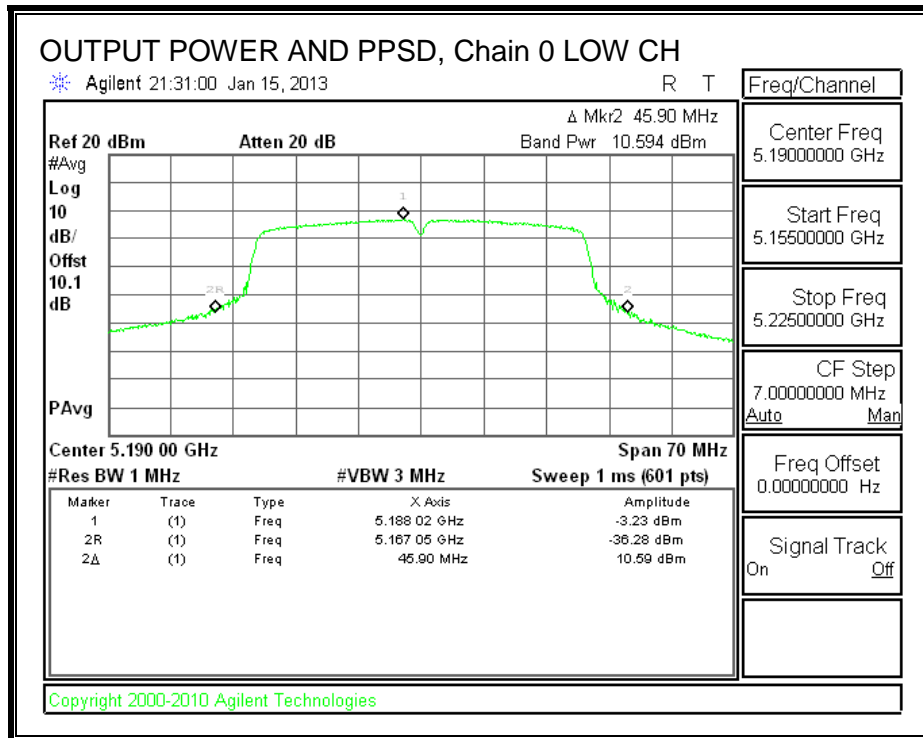 OUTPUT POWER AND PPSD, Chain 0 LOW CH
Agilent 21:31:00 Jan 15, 2013 R T
Freq/Channel
Δ Mkr2 45.90 MHz
Ref 20 dBm Atten 20 dB Band Pwr 10.594 dBm
#Avg
Log
10
dB/
Offst
10.1
dB
PAvg
1
2R
2
Center 5.190 00 GHz Span 70 MHz
#Res BW 1 MHz #VBW 3 MHz Sweep 1 ms (601 pts)
Marker Trace Type X Axis Amplitude
1 (1) Freq 5.188 02 GHz -3.23 dBm
2R (1) Freq 5.167 05 GHz -36.28 dBm
2Δ (1) Freq 45.90 MHz 10.59 dBm
Center Freq
5.19000000 GHz
Start Freq
5.15500000 GHz
Stop Freq
5.22500000 GHz
CF Step
7.00000000 MHz
Auto Man
Freq Offset
0.00000000 Hz
Signal Track
On Off
Copyright 2000-2010 Agilent Technologies